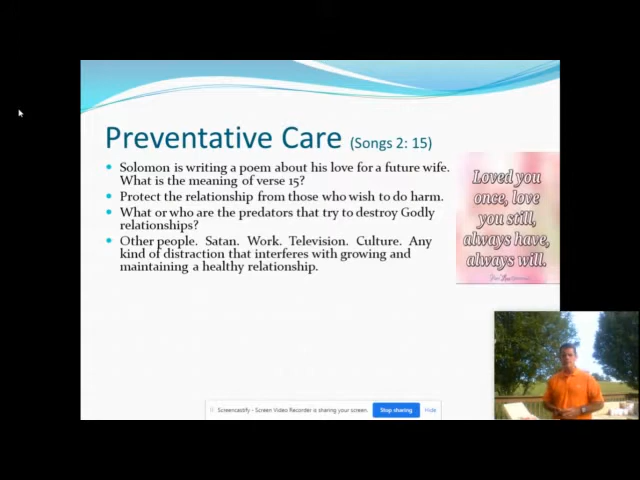 Preventative Care (Songs 2: 15)
Solomon is writing a poem about his love for a future wife.
What is the meaning of verse 15?
Protect the relationship from those who wish to do harm.
What or who are the predators that try to destroy Godly
relationships?
Other people. Satan. Work. Television. Culture. Any
kind of distraction that interferes with growing and
maintaining a healthy relationship.
Loved you
once, love
you still,
always have,
always will.
Screencastify - Screen Video Recorder is sharing your screen.
Stop sharing
Hide